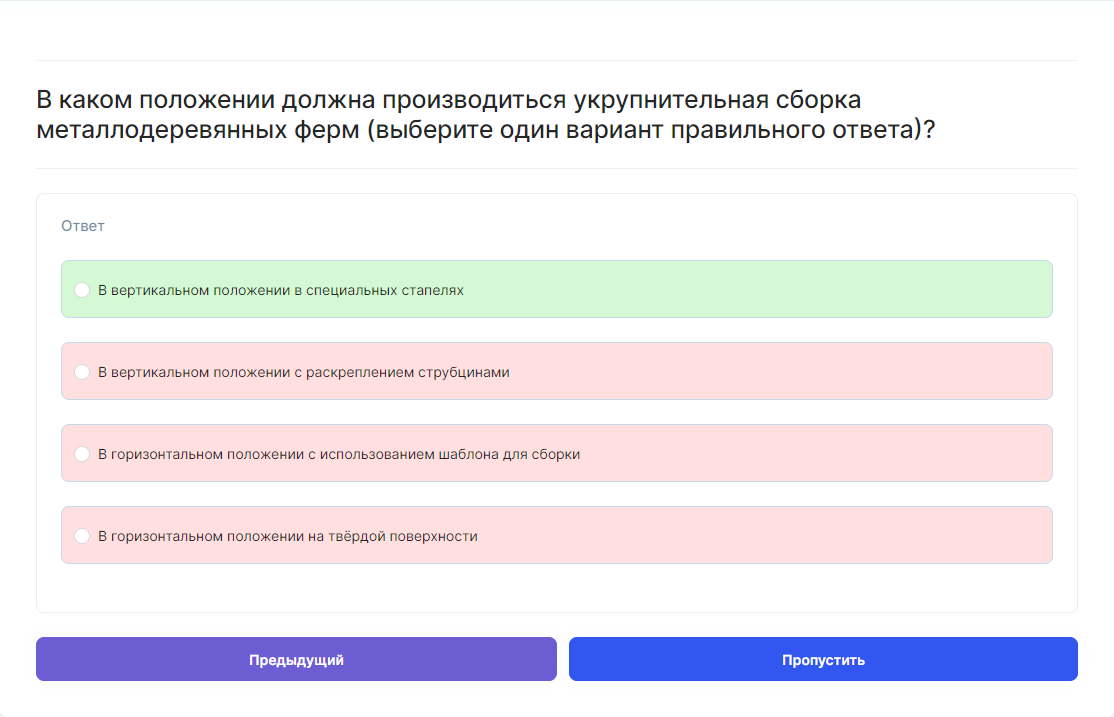 В каком положении должна производиться укрупнительная сборка
металлодеревянных ферм (выберите один вариант правильного ответа)?
Ответ
В вертикальном положении в специальных стапелях
В вертикальном положении с раскреплением струбцинами
В горизонтальном положении с использованием шаблона для сборки
В горизонтальном положении на твёрдой поверхности
Предыдущий
Пропустить